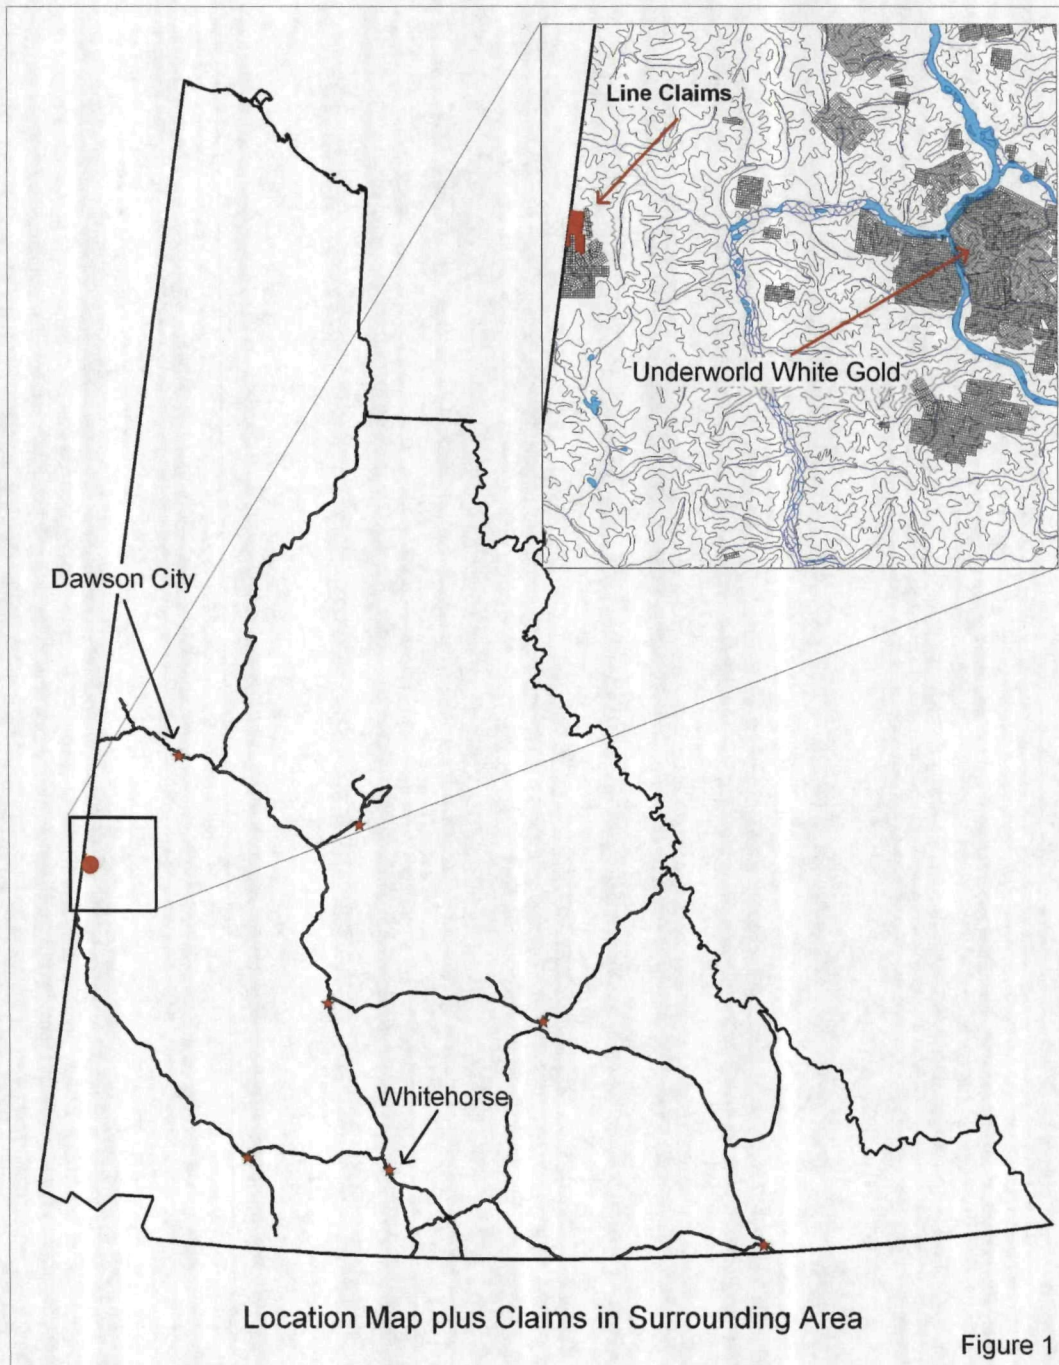 Line Claims
Underworld White Gold
Dawson City
Whitehorse
Location Map plus Claims in Surrounding Area
Figure 1